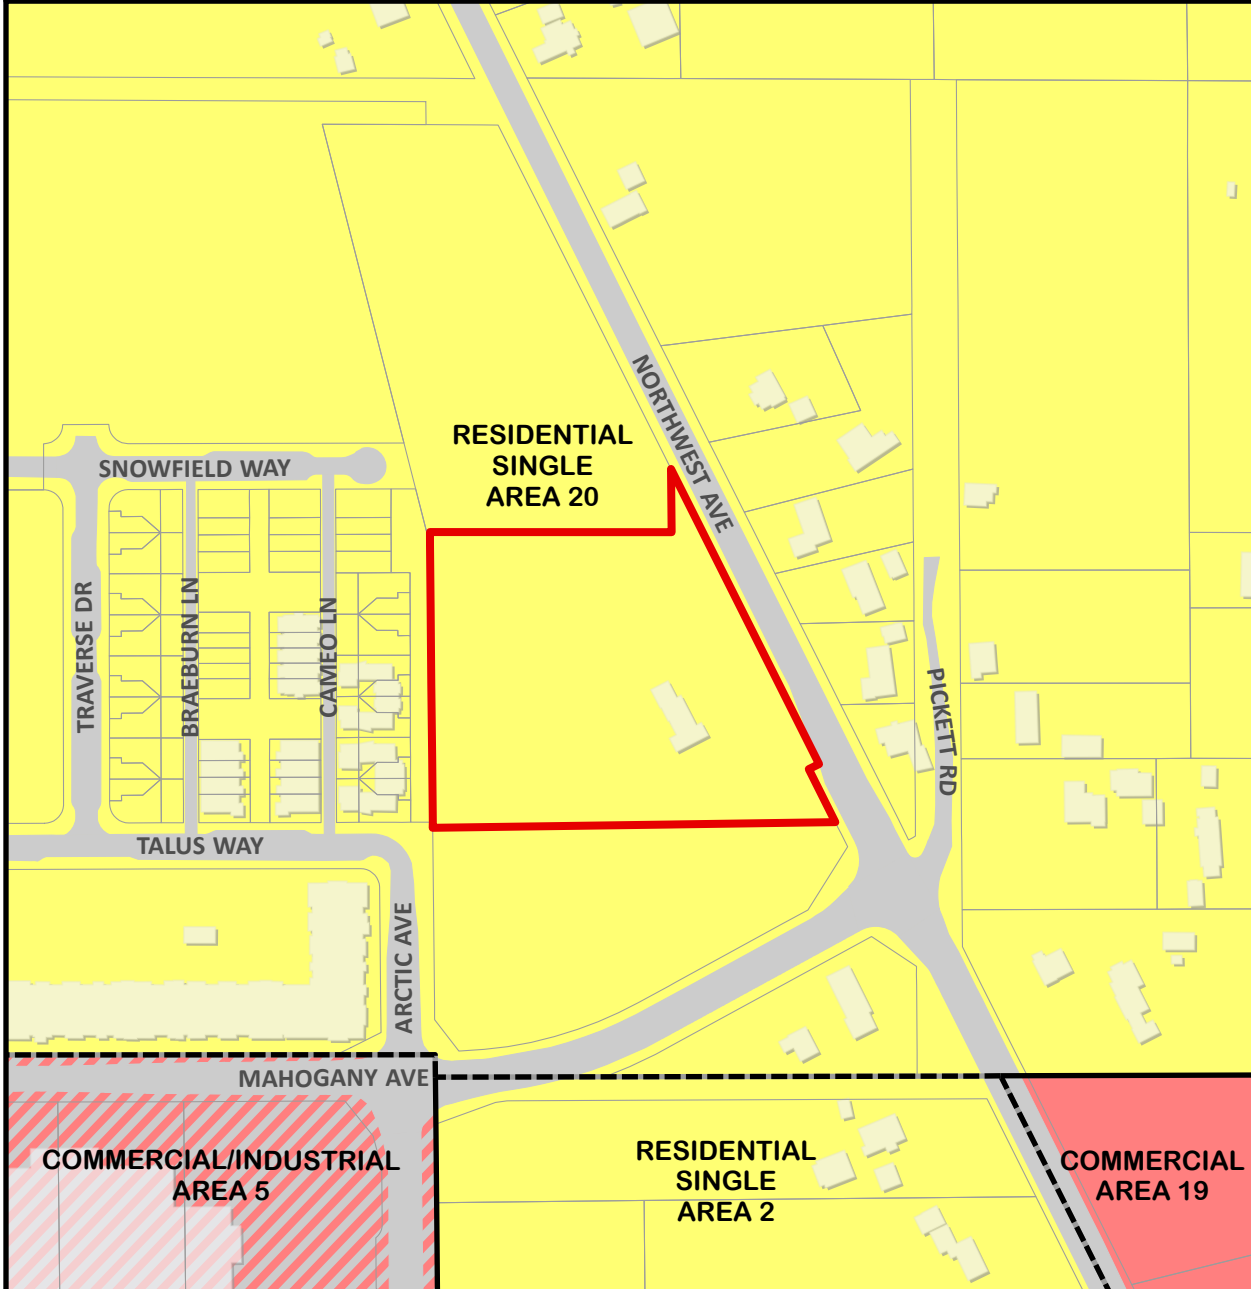 NORTHWEST AVE
RESIDENTIAL
SINGLE
AREA 20
SNOWFIELD WAY
TRAVERSE DR
BRAEBURN LN
CAMEO LN
PICKETT RD
TALUS WAY
ARCTIC AVE
MAHOGANY AVE
COMMERCIAL/INDUSTRIAL
AREA 5
RESIDENTIAL
SINGLE
AREA 2
COMMERCIAL
AREA 19